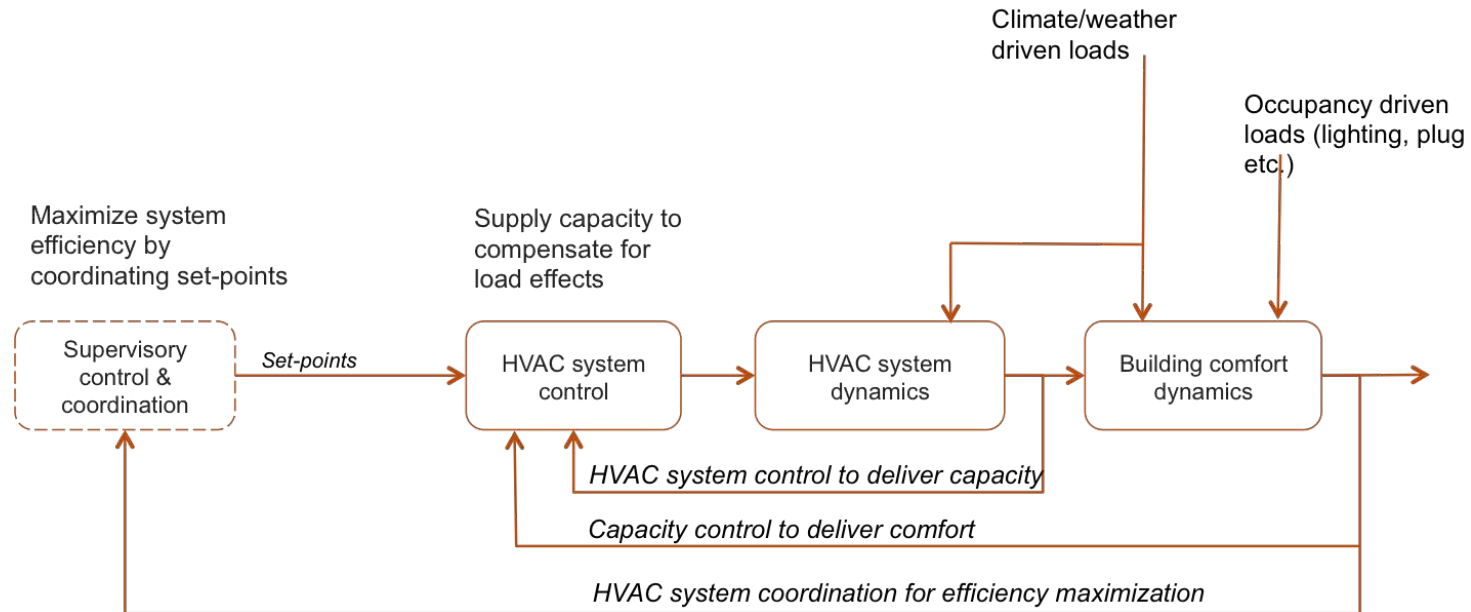 Climate/weather
driven loads
Occupancy driven
loads (lighting, plug
etc.)
Maximize system
efficiency by
coordinating set-points
Supply capacity to
compensate for
load effects
Supervisory
control &
coordination
Set-points
HVAC system
control
HVAC system
dynamics
Building comfort
dynamics
HVAC system control to deliver capacity
Capacity control to deliver comfort
HVAC system coordination for efficiency maximization